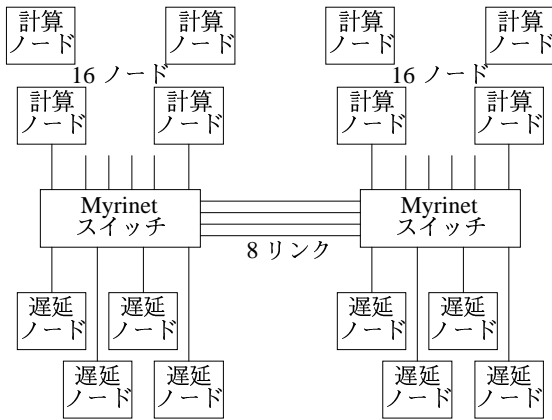 計算
ノード
計算
ノード
計算
ノード
計算
ノード
16 ノード
16 ノード
計算
ノード
計算
ノード
計算
ノード
計算
ノード
Myrinet
スイッチ
Myrinet
スイッチ
8 リンク
遅延
ノード
遅延
ノード
遅延
ノード
遅延
ノード
遅延
ノード
遅延
ノード
遅延
ノード
遅延
ノード